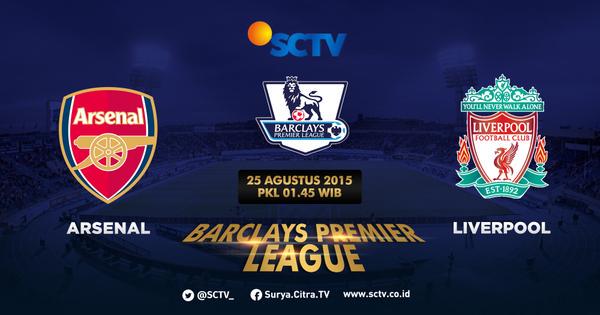 SCTV
Arsenal
BARCLAYS
PREMIER LEAGUE
YOU'LL NEVER WALK ALONE
LIVERPOOL
FOOTBALL CLUB
EST·1892
25 AGUSTUS 2015
PKL 01.45 WIB
ARSENAL
LIVERPOOL
BARCLAYS PREMIER
LEAGUE
@SCTV_
Surya.Citra.TV
www.sctv.co.id